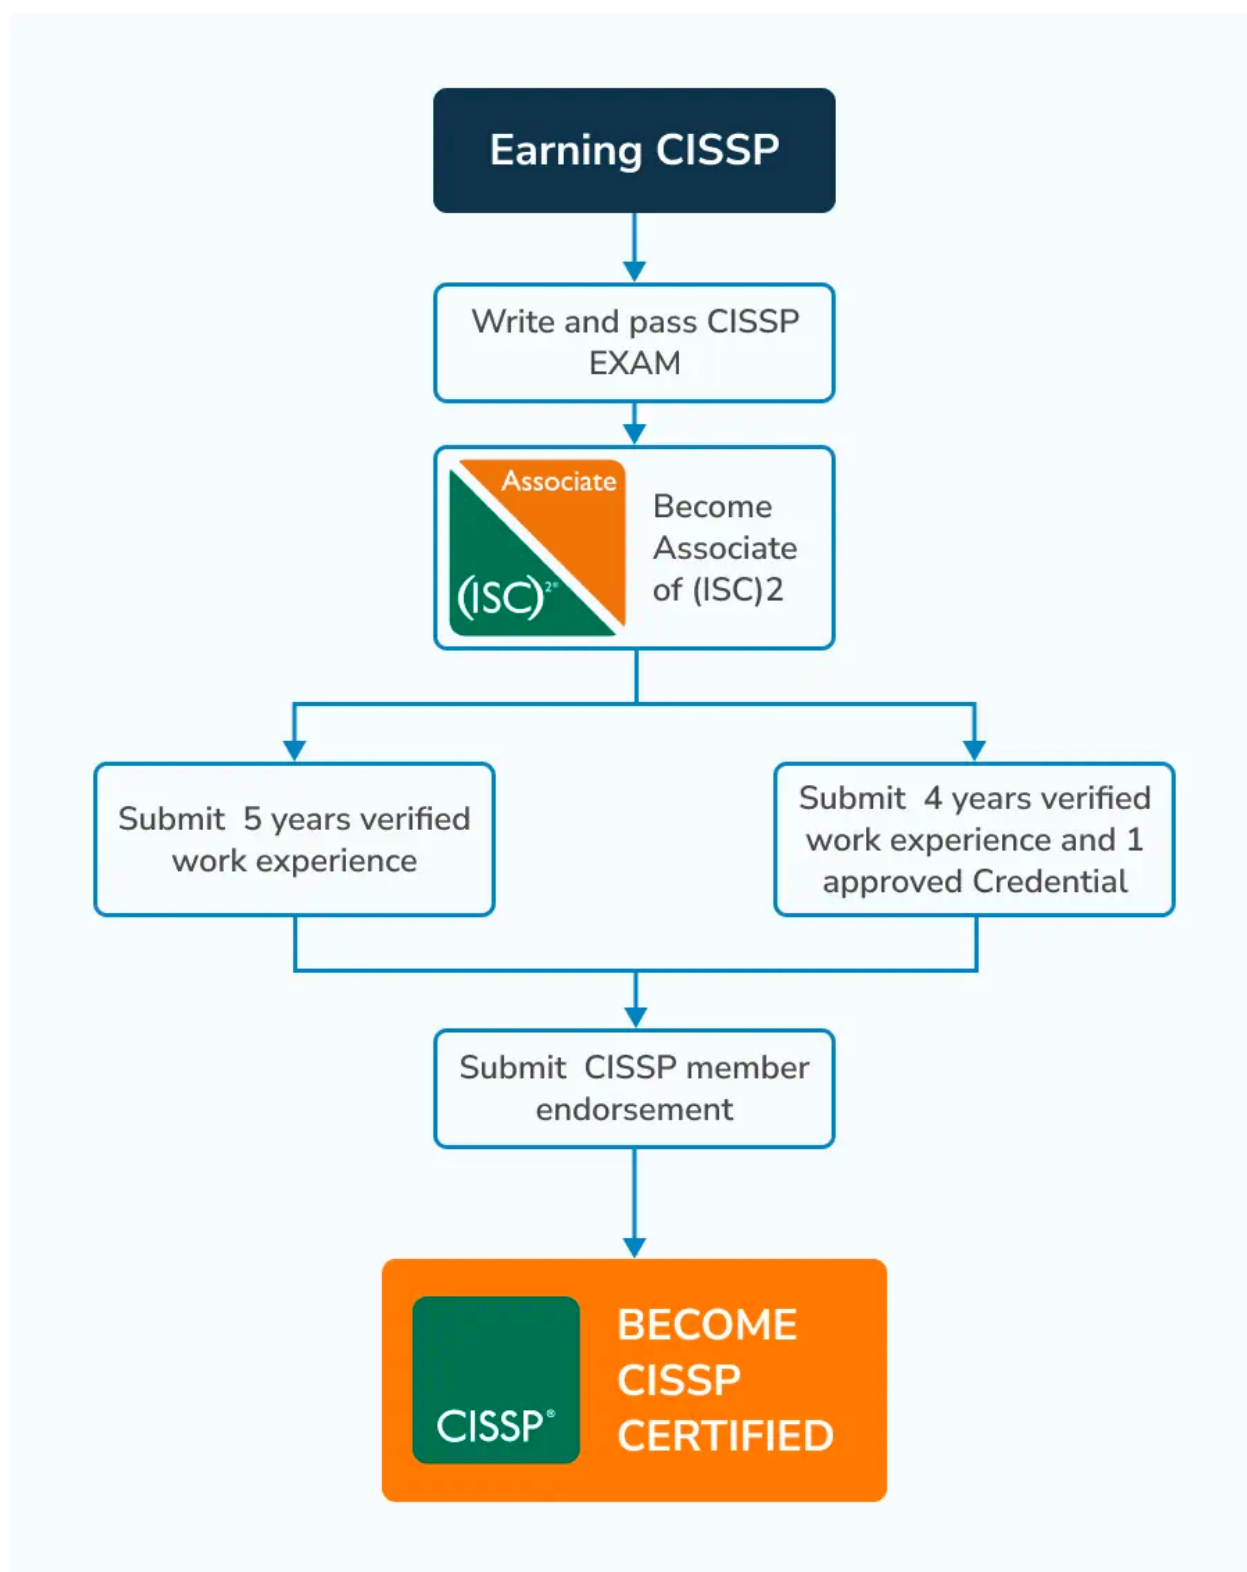 Earning CISSP
Write and pass CISSP
EXAM
Associate
(ISC)²®
Become
Associate
of (ISC)2
Submit  5 years verified
work experience
Submit  4 years verified
work experience and 1
approved Credential
Submit  CISSP member
endorsement
CISSP®
BECOME
CISSP
CERTIFIED